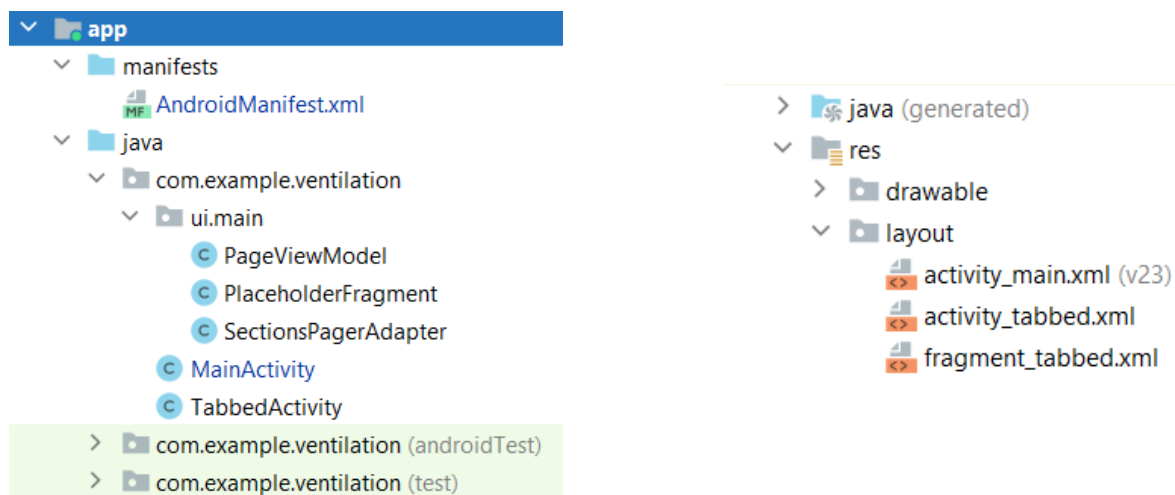 app
manifests
MF AndroidManifest.xml
java
com.example.ventilation
ui.main
C PageViewModel
C PlaceholderFragment
C SectionsPagerAdapter
C MainActivity
C TabbedActivity
com.example.ventilation (androidTest)
com.example.ventilation (test)
java (generated)
res
drawable
layout
<> activity_main.xml (v23)
<> activity_tabbed.xml
<> fragment_tabbed.xml